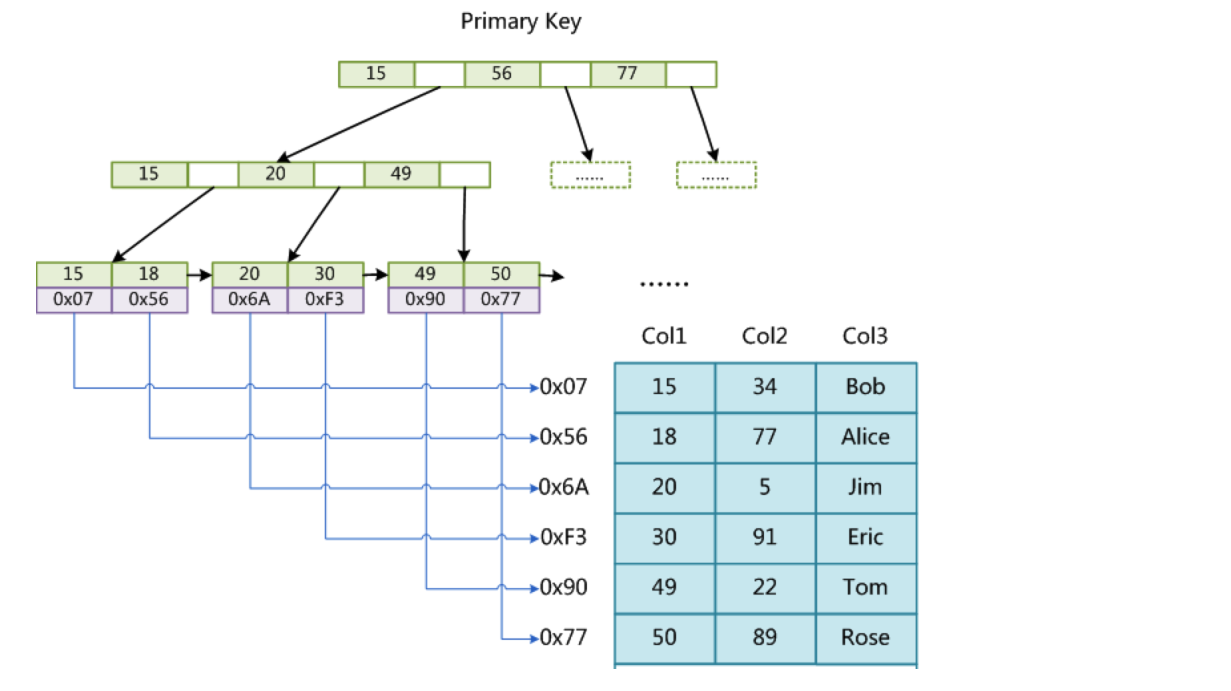 Primary Key
15 56 77
15 20 49
...... ......
15 18 20 30 49 50
0x07 0x56 0x6A 0xF3 0x90 0x77
......
Col1 Col2 Col3
0x07 15 34 Bob
0x56 18 77 Alice
0x6A 20 5 Jim
0xF3 30 91 Eric
0x90 49 22 Tom
0x77 50 89 Rose